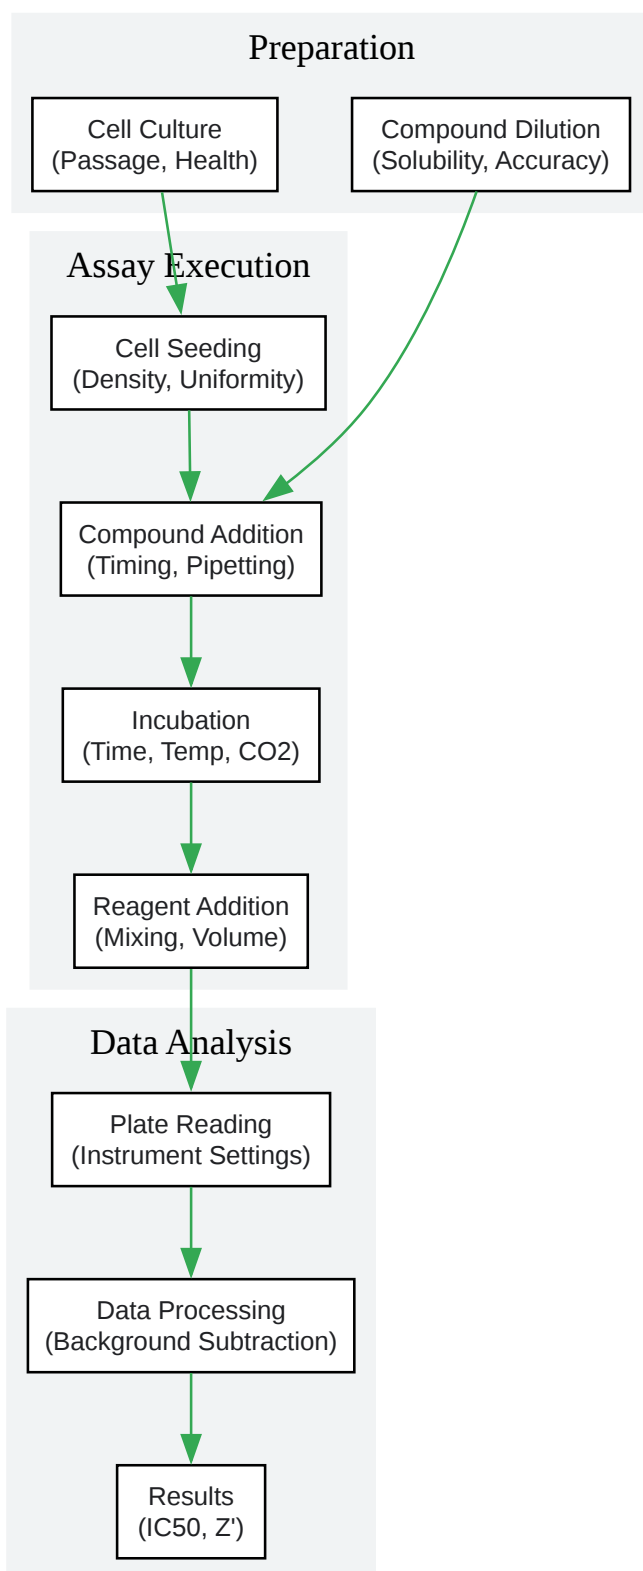 Preparation
Cell Culture
(Passage, Health)
Compound Dilution
(Solubility, Accuracy)
Assay Execution
Cell Seeding
(Density, Uniformity)
Compound Addition
(Timing, Pipetting)
Incubation
(Time, Temp, CO2)
Reagent Addition
(Mixing, Volume)
Data Analysis
Plate Reading
(Instrument Settings)
Data Processing
(Background Subtraction)
Results
(IC50, Z')